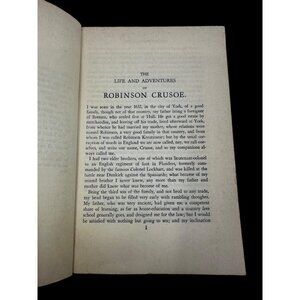 THE
LIFE AND ADVENTURES
OF
ROBINSON CRUSOE.
I was born in the year 1632, in the city of York, of a good
family, though not of that country, my father being a foreigner
of Bremen, who settled first at Hull. He got a good estate by
merchandise, and leaving off his trade, lived afterward at York,
from whence he had married my mother, whose relations were
named Robinson, a very good family in that country, and from
whom I was called Robinson Kreutznaer; but by the usual cor-
ruption of words in England we are now called, nay, we call our-
selves, and write our name, Crusoe, and so my companions always
called me.
I had two elder brothers, one of which was lieutenant-colonel
to an English regiment of foot in Flanders, formerly com-
manded by the famous Colonel Lockhart, and was killed at the
battle near Dunkirk against the Spaniards; what became of my
second brother I never knew, any more than my father and
mother did know what was become of me.
Being the third son of the family, and not bred to any trade,
my head began to be filled very early with rambling thoughts.
My father, who was very ancient, had given me a competent
share of learning, as far as house-education and a country free
school generally goes, and designed me for the law; but I would
be satisfied with nothing but going to sea; and my inclination
I